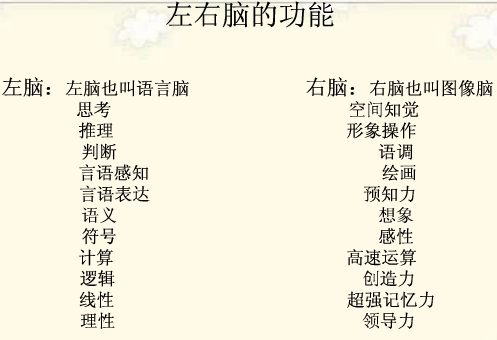 左右脑的功能
左脑：左脑也叫语言脑 右脑：右脑也叫图像脑
思考 空间知觉
推理 形象操作
判断 语调
言语感知 绘画
言语表达 预知力
语义 想象
符号 感性
计算 高速运算
逻辑 创造力
线性 超强记忆力
理性 领导力